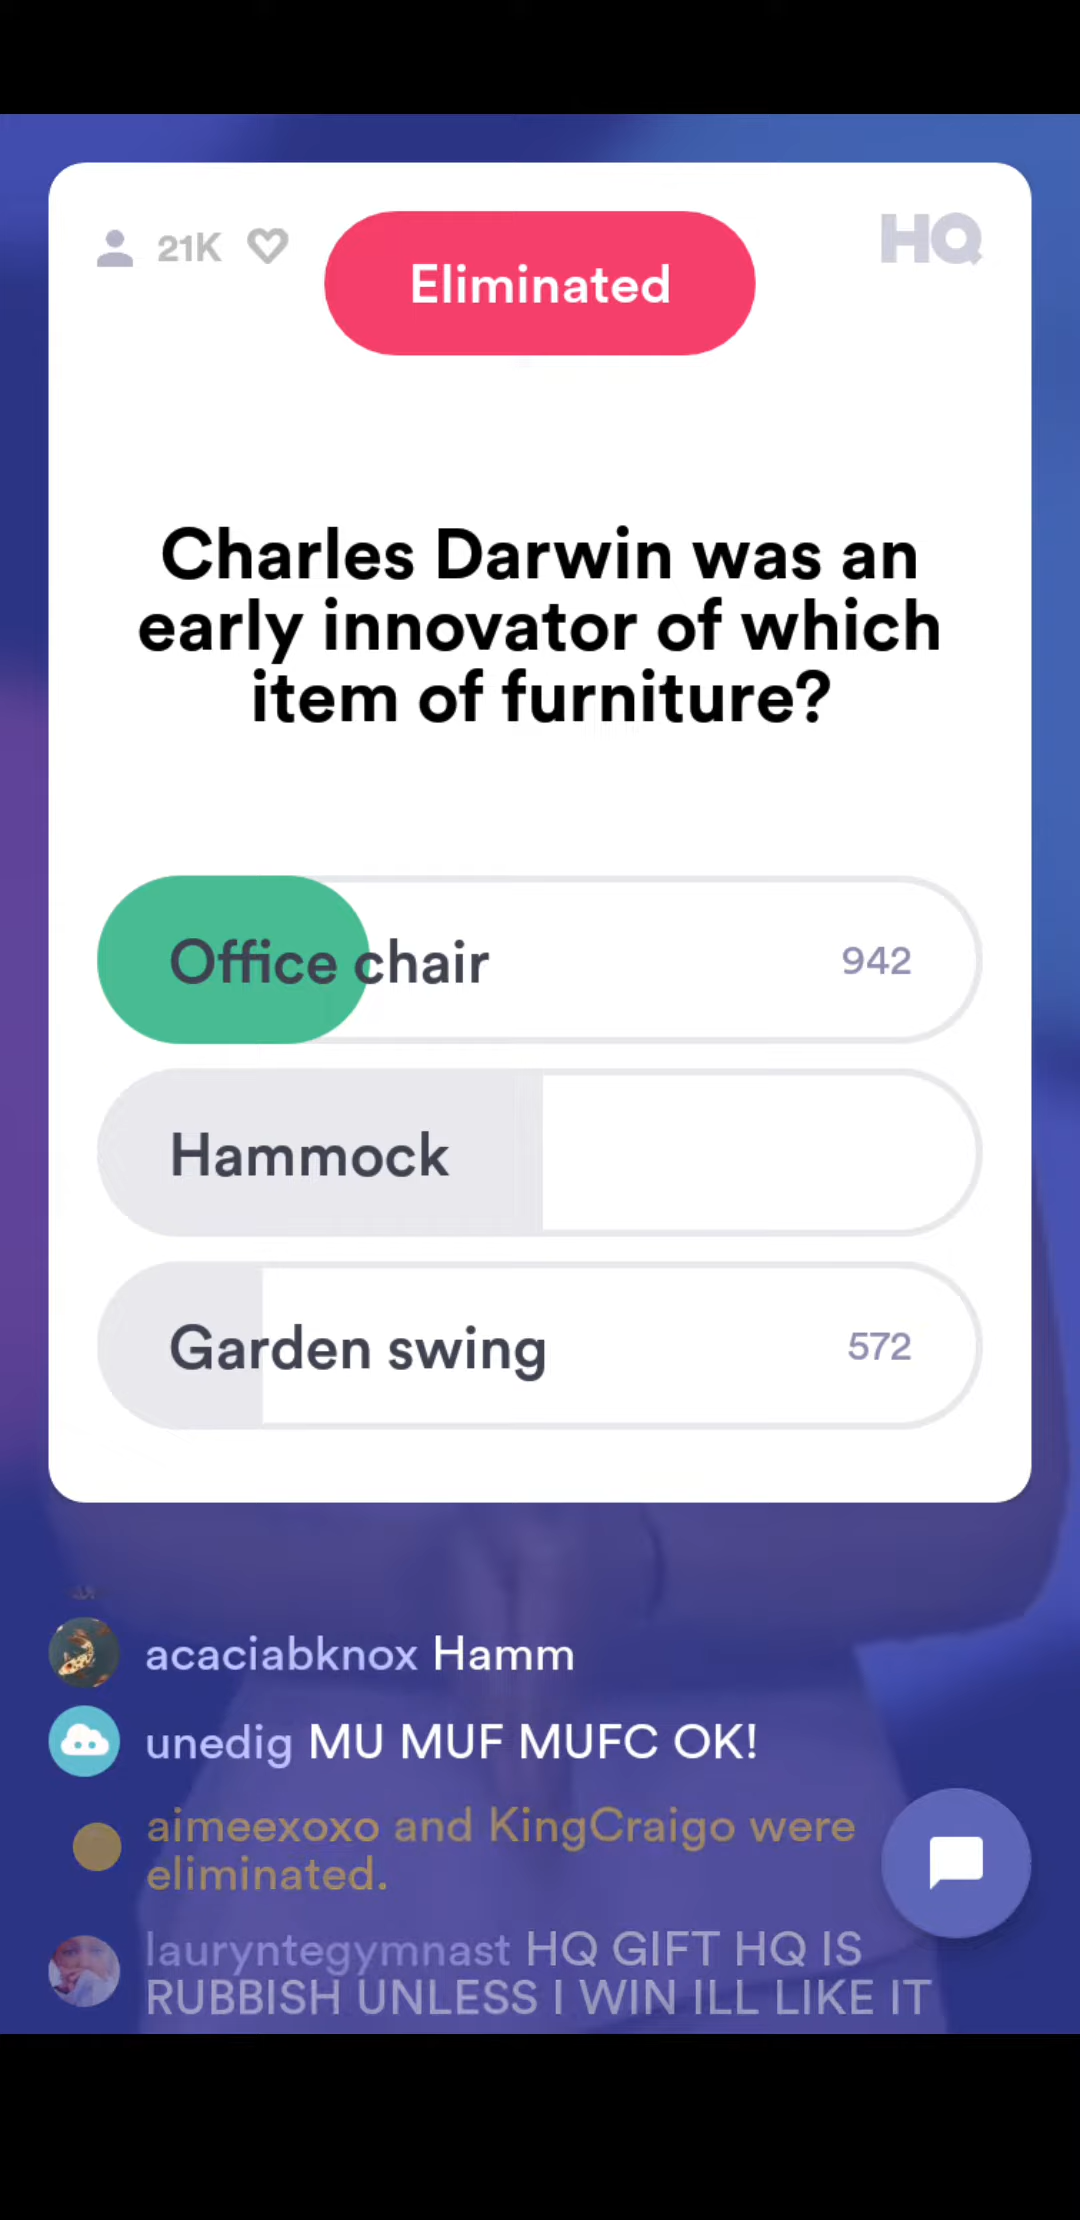 21K
Eliminated
HQ
Charles Darwin was an
early innovator of which
item of furniture?
Office chair 942
Hammock
Garden swing 572
acaciabknox Hamm
unedig MU MUF MUFC OK!
aimeexoxo and KingCraigo were
eliminated.
lauryntegymnast HQ GIFT HQ IS
RUBBISH UNLESS I WIN ILL LIKE IT